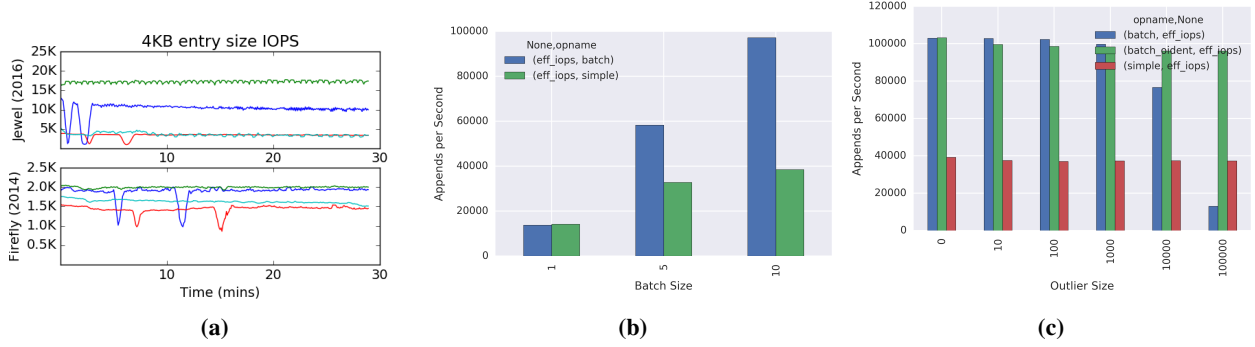 4KB entry size IOPS
25K
20K
15K
10K
5K
Jewel (2016)
10
20
30
2.5K
2.0K
1.5K
1.0K
0.5K
Firefly (2014)
10
20
30
Time (mins)
(a)
100000
80000
60000
40000
20000
0
Appends per Second
None,opname
(eff_iops, batch)
(eff_iops, simple)
1
5
10
Batch Size
(b)
120000
100000
80000
60000
40000
20000
0
Appends per Second
opname,None
(batch, eff_iops)
(batch_oident, eff_iops)
(simple, eff_iops)
0
10
100
1000
10000
100000
Outlier Size
(c)